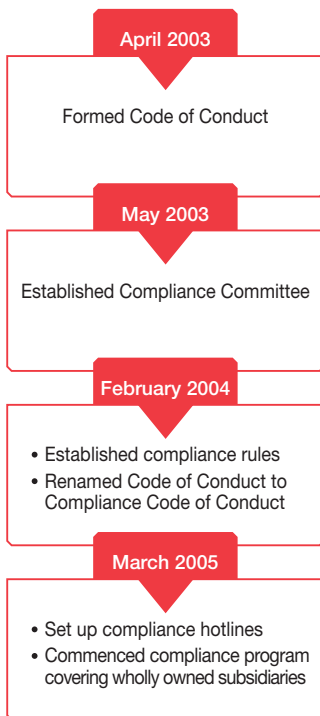 April 2003
Formed Code of Conduct
May 2003
Established Compliance Committee
February 2004
• Established compliance rules
• Renamed Code of Conduct to
Compliance Code of Conduct
March 2005
• Set up compliance hotlines
• Commenced compliance program
covering wholly owned subsidiaries